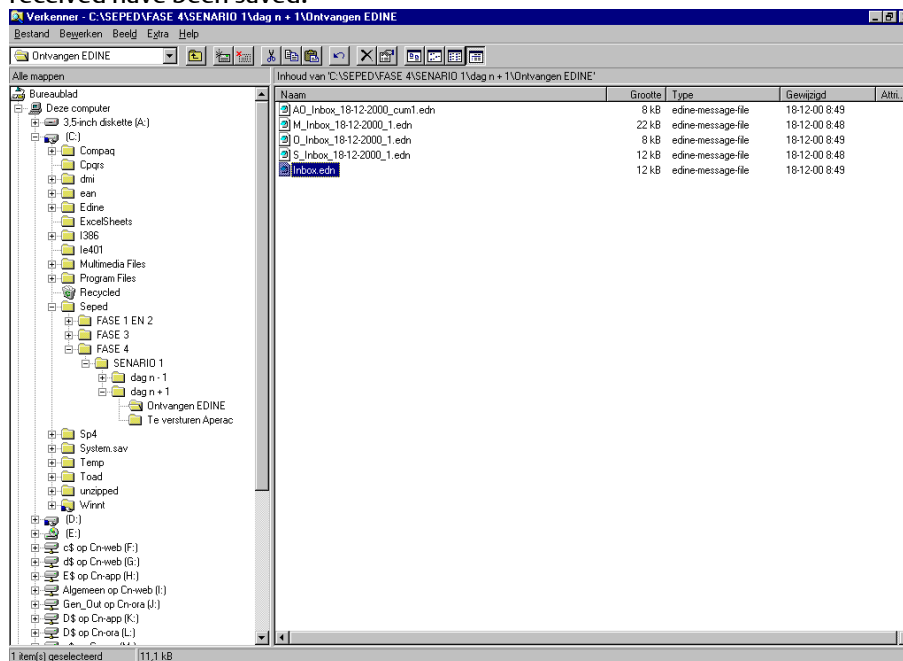 received have been saved.
Verkenner - C:\SEPED\FASE 4\SENARIO 1\dag n + 1\Ontvangen EDINE
Bestand Bewerken Beeld Extra Help
Ontvangen EDINE
Alle mappen
Inhoud van 'C:\SEPED\FASE 4\SENARIO 1\dag n + 1\Ontvangen EDINE'
Naam Grootte Type Gewijzigd Attri..
AO_Inbox_18-12-2000_cum1.edn 8 kB edine-message-file 18-12-00 8:49
M_Inbox_18-12-2000_1.edn 22 kB edine-message-file 18-12-00 8:48
O_Inbox_18-12-2000_1.edn 8 kB edine-message-file 18-12-00 8:49
S_Inbox_18-12-2000_1.edn 12 kB edine-message-file 18-12-00 8:48
Inbox.edn 12 kB edine-message-file 18-12-00 8:49
Bureaublad
Deze computer
3,5-inch diskette (A:)
(C:)
Compaq
Cpqrs
dmi
ean
Edine
ExcelSheets
I386
Ie401
Multimedia Files
Program Files
Recycled
Seped
FASE 1 EN 2
FASE 3
FASE 4
SENARIO 1
dag n - 1
dag n + 1
Ontvangen EDINE
Te versturen Aperac
Sp4
System.sav
Temp
Toad
unzipped
Winnt
(D:)
(E:)
c$ op Cn-web (F:)
d$ op Cn-web (G:)
E$ op Cn-app (H:)
Algemeen op Cn-web (I:)
Gen_Out op Cn-ora (J:)
D$ op Cn-app (K:)
D$ op Cn-ora (L:)
1 item(s) geselecteerd 11,1 kB